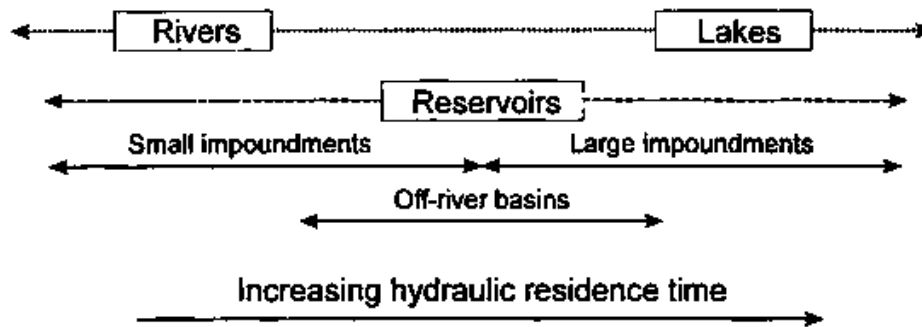 Rivers Lakes
Reservoirs
Small impoundments Large impoundments
Off-river basins
Increasing hydraulic residence time